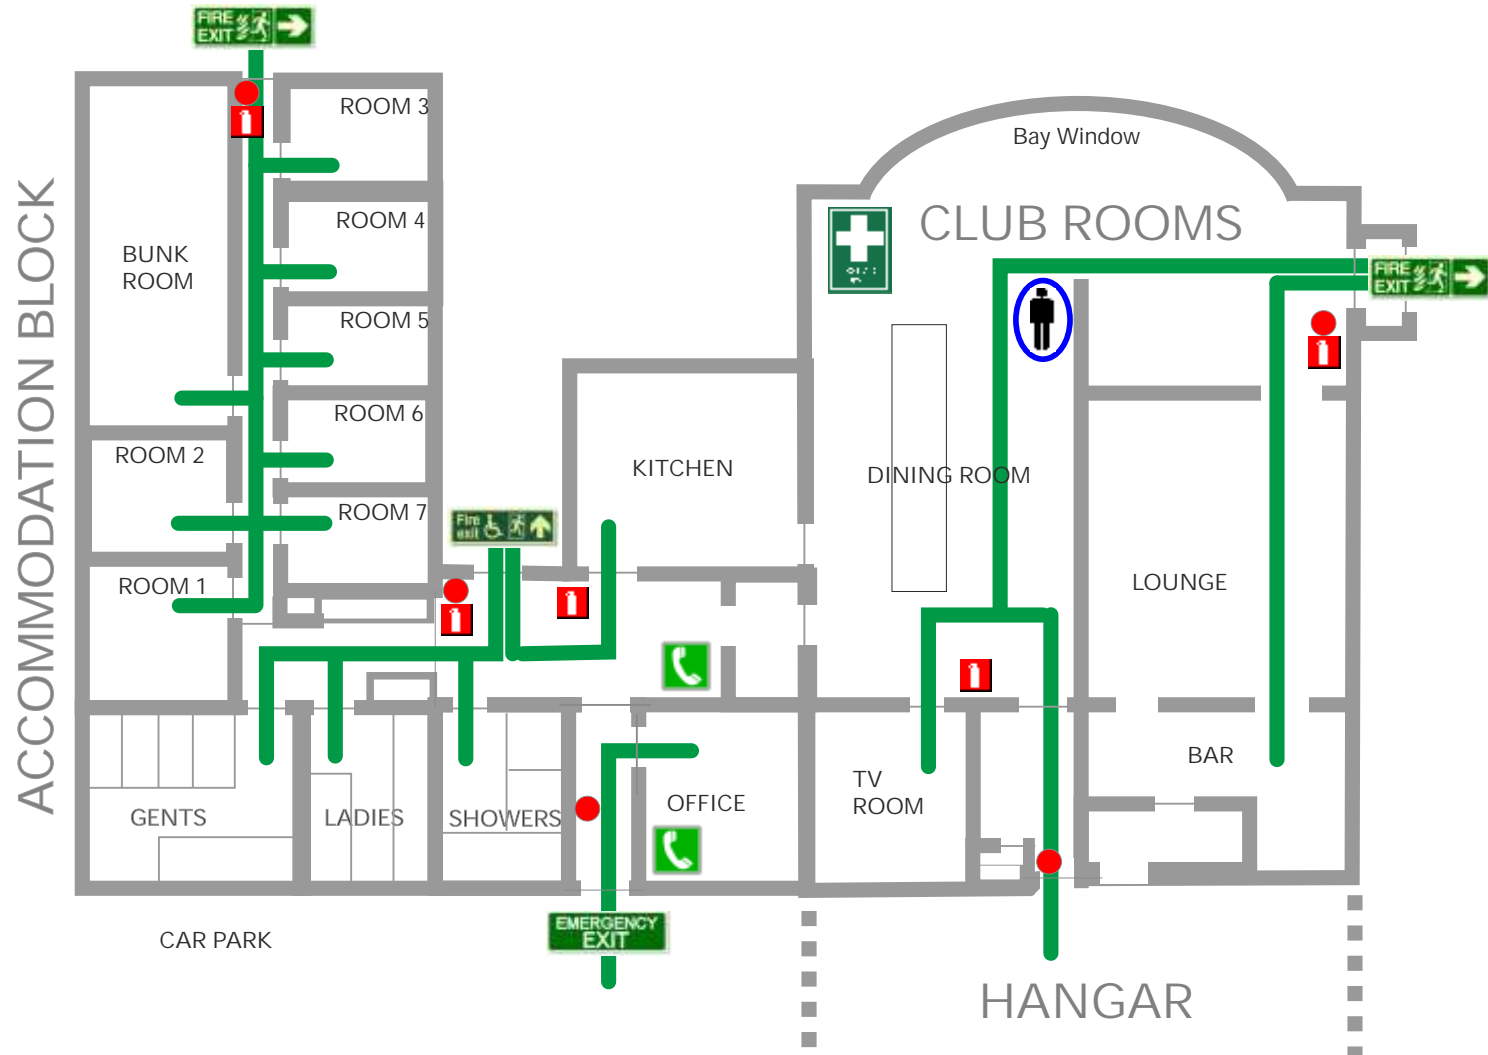 FIRE
EXIT
ROOM 3
Bay Window
CLUB ROOMS
ROOM 4
BUNK
ROOM
FIRE
EXIT
ROOM 5
ACCOMMODATION BLOCK
ROOM 6
ROOM 2
KITCHEN
DINING ROOM
ROOM 7
Fire
exit
ROOM 1
LOUNGE
BAR
TV
ROOM
OFFICE
GENTS
LADIES
SHOWERS
EMERGENCY
EXIT
CAR PARK
HANGAR